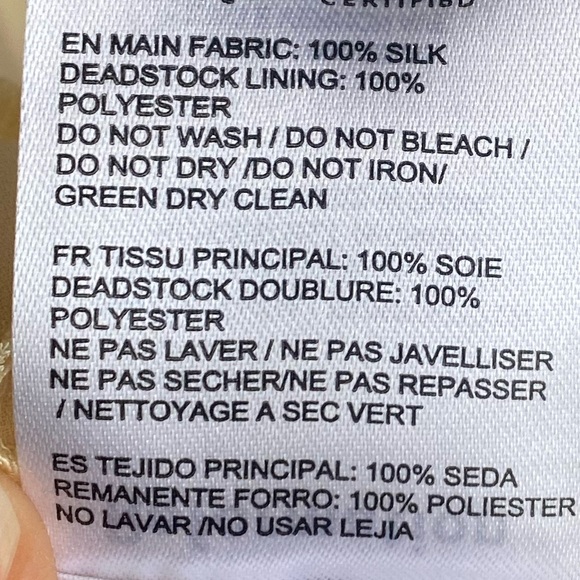 CERTIFIED
EN MAIN FABRIC: 100% SILK
DEADSTOCK LINING: 100%
POLYESTER
DO NOT WASH / DO NOT BLEACH /
DO NOT DRY /DO NOT IRON/
GREEN DRY CLEAN
FR TISSU PRINCIPAL: 100% SOIE
DEADSTOCK DOUBLURE: 100%
POLYESTER
NE PAS LAVER / NE PAS JAVELLISER
NE PAS SECHER/NE PAS REPASSER
/ NETTOYAGE A SEC VERT
ES TEJIDO PRINCIPAL: 100% SEDA
REMANENTE FORRO: 100% POLIESTER
NO LAVAR /NO USAR LEJIA